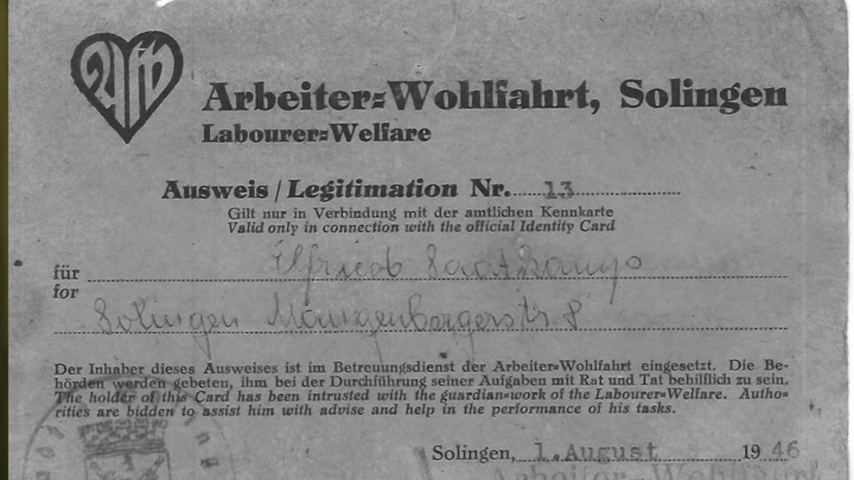 AW
Arbeiter=Wohlfahrt, Solingen
Labourer=Welfare
Ausweis / Legitimation Nr. 13
Gilt nur in Verbindung mit der amtlichen Kennkarte
Valid only in connection with the official Identity Card
für
for
Solingen Mangenbergerstr. 8
Der Inhaber dieses Ausweises ist im Betreuungsdienst der Arbeiter=Wohlfahrt eingesetzt. Die Be=
hörden werden gebeten, ihm bei der Durchführung seiner Aufgaben mit Rat und Tat behilflich zu sein.
The holder of this Card has been intrusted with the guardian=work of the Labourer=Welfare. Autho=
rities are bidden to assist him with advise and help in the performance of his tasks.
Solingen, 1. August 19 46
Arbeiter-Wohlfahrt